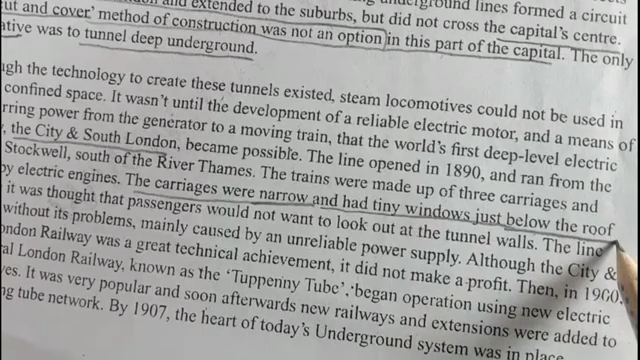 underground lines formed a circuit
and extended to the suburbs, but did not cross the capital's centre.
ut and cover' method of construction was not an option in this part of the capital. The only
ative was to tunnel deep underground.
ugh the technology to create these tunnels existed, steam locomotives could not be used in
confined space. It wasn't until the development of a reliable electric motor, and a means of
rring power from the generator to a moving train, that the world's first deep-level electric
, the City & South London, became possible. The line opened in 1890, and ran from the
Stockwell, south of the River Thames. The trains were made up of three carriages and
by electric engines. The carriages were narrow and had tiny windows just below the roof
it was thought that passengers would not want to look out at the tunnel walls. The line
without its problems, mainly caused by an unreliable power supply. Although the City &
ondon Railway was a great technical achievement, it did not make a profit. Then, in 1900,
ral London Railway, known as the 'Tuppenny Tube', began operation using new electric
ves. It was very popular and soon afterwards new railways and extensions were added to
ng tube network. By 1907, the heart of today's Underground system was in place.